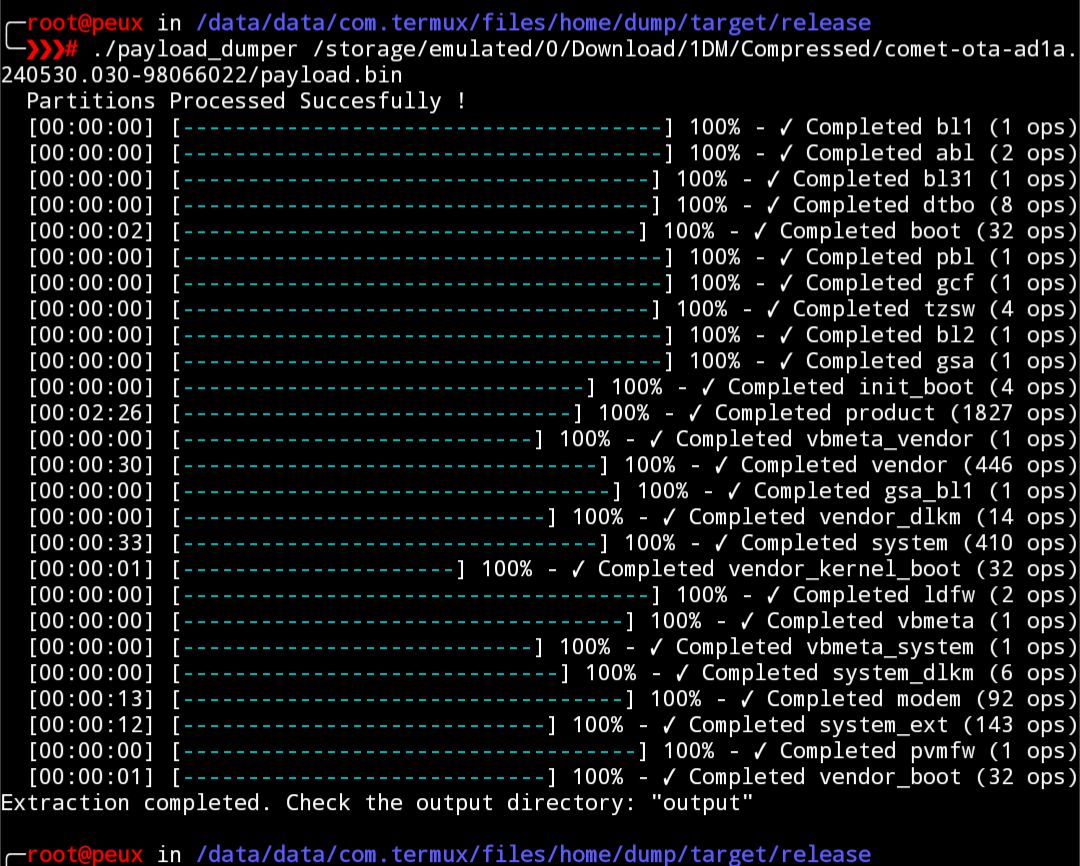 ╭─root@peux in /data/data/com.termux/files/home/dump/target/release
╰─❯❯❯# ./payload_dumper /storage/emulated/0/Download/1DM/Compressed/comet-ota-ad1a.
240530.030-98066022/payload.bin
Partitions Processed Succesfully !
[00:00:00] [-------------------------------------] 100% - ✓ Completed bl1 (1 ops)
[00:00:00] [-------------------------------------] 100% - ✓ Completed abl (2 ops)
[00:00:00] [------------------------------------] 100% - ✓ Completed bl31 (1 ops)
[00:00:00] [------------------------------------] 100% - ✓ Completed dtbo (8 ops)
[00:00:02] [-----------------------------------] 100% - ✓ Completed boot (32 ops)
[00:00:00] [-------------------------------------] 100% - ✓ Completed pbl (1 ops)
[00:00:00] [-------------------------------------] 100% - ✓ Completed gcf (1 ops)
[00:00:00] [------------------------------------] 100% - ✓ Completed tzsw (4 ops)
[00:00:00] [-------------------------------------] 100% - ✓ Completed bl2 (1 ops)
[00:00:00] [-------------------------------------] 100% - ✓ Completed gsa (1 ops)
[00:00:00] [-------------------------------] 100% - ✓ Completed init_boot (4 ops)
[00:02:26] [------------------------------] 100% - ✓ Completed product (1827 ops)
[00:00:00] [---------------------------] 100% - ✓ Completed vbmeta_vendor (1 ops)
[00:00:30] [--------------------------------] 100% - ✓ Completed vendor (446 ops)
[00:00:00] [---------------------------------] 100% - ✓ Completed gsa_bl1 (1 ops)
[00:00:00] [----------------------------] 100% - ✓ Completed vendor_dlkm (14 ops)
[00:00:33] [--------------------------------] 100% - ✓ Completed system (410 ops)
[00:00:01] [---------------------] 100% - ✓ Completed vendor_kernel_boot (32 ops)
[00:00:00] [------------------------------------] 100% - ✓ Completed ldfw (2 ops)
[00:00:00] [----------------------------------] 100% - ✓ Completed vbmeta (1 ops)
[00:00:00] [---------------------------] 100% - ✓ Completed vbmeta_system (1 ops)
[00:00:00] [-----------------------------] 100% - ✓ Completed system_dlkm (6 ops)
[00:00:13] [----------------------------------] 100% - ✓ Completed modem (92 ops)
[00:00:12] [----------------------------] 100% - ✓ Completed system_ext (143 ops)
[00:00:00] [-----------------------------------] 100% - ✓ Completed pvmfw (1 ops)
[00:00:01] [----------------------------] 100% - ✓ Completed vendor_boot (32 ops)
Extraction completed. Check the output directory: "output"
╭─root@peux in /data/data/com.termux/files/home/dump/target/release